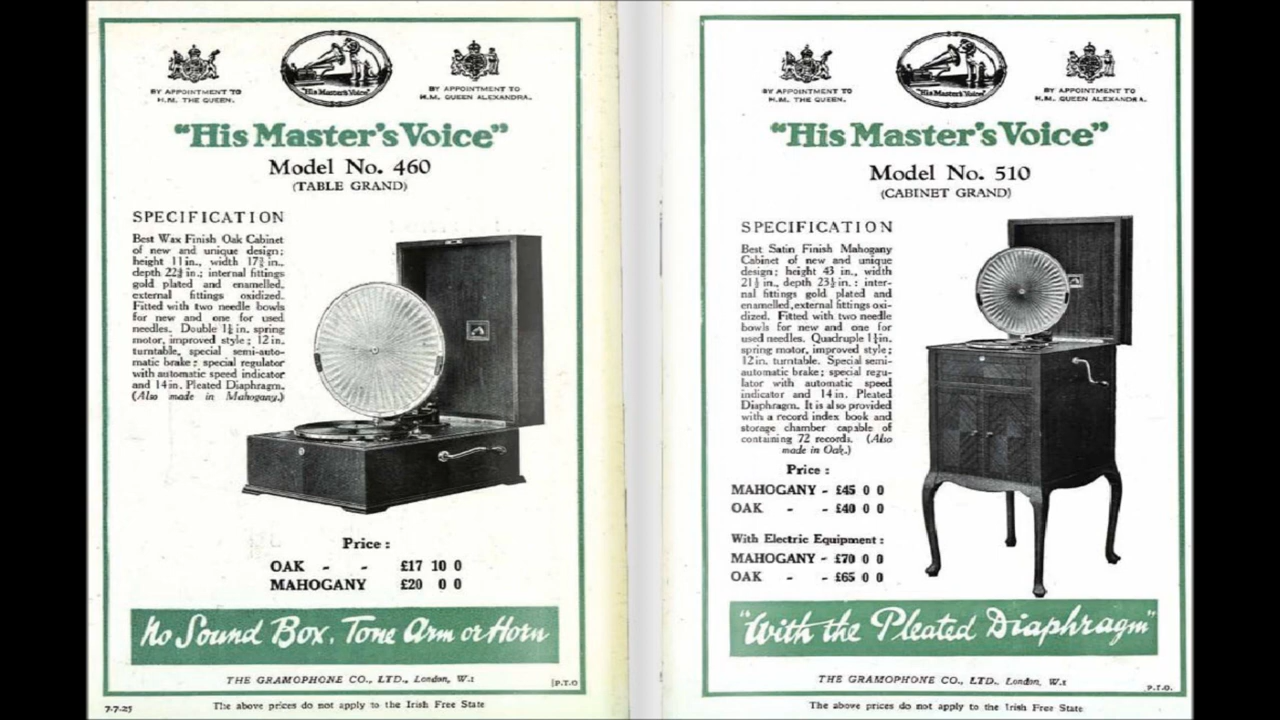 BY APPOINTMENT TO
H.M. THE QUEEN.
"His Master's Voice"
BY APPOINTMENT TO
H.M. QUEEN ALEXANDRA.
"His Master's Voice"
Model No. 460
(TABLE GRAND)
SPECIFICATION
Best Wax Finish Oak Cabinet
of new and unique design;
height 11 in., width 17¾ in.,
depth 22¾ in.; internal fittings
gold plated and enamelled,
external fittings oxidized.
Fitted with two needle bowls
for new and one for used
needles. Double 1¼ in. spring
motor, improved style; 12 in.
turntable, special semi-auto-
matic brake; special regulator
with automatic speed indicator
and 14 in. Pleated Diaphragm.
(Also made in Mahogany.)
Price :
OAK - - £17 10 0
MAHOGANY £20 0 0
No Sound Box, Tone Arm or Horn
THE GRAMOPHONE CO., LTD., London, W.1
[P.T.O
7-7-25
The above prices do not apply to the Irish Free State
BY APPOINTMENT TO
H.M. THE QUEEN.
"His Master's Voice"
BY APPOINTMENT TO
H.M. QUEEN ALEXANDRA.
"His Master's Voice"
Model No. 510
(CABINET GRAND)
SPECIFICATION
Best Satin Finish Mahogany
Cabinet of new and unique
design; height 43 in., width
21½ in., depth 23½ in.; inter-
nal fittings gold plated and
enamelled, external fittings oxi-
dized. Fitted with two needle
bowls for new and one for
used needles. Quadruple 1¼in.
spring motor, improved style;
12 in. turntable. Special semi-
automatic brake; special regu-
lator with automatic speed
indicator and 14 in. Pleated
Diaphragm. It is also provided
with a record index book and
storage chamber capable of
containing 72 records. (Also
made in Oak.)
Price :
MAHOGANY - £45 0 0
OAK - - £40 0 0
With Electric Equipment :
MAHOGANY - £70 0 0
OAK - - £65 0 0
"With the Pleated Diaphragm"
THE GRAMOPHONE CO., LTD., London, W.1
P.T.O.
The above prices do not apply to the Irish Free State